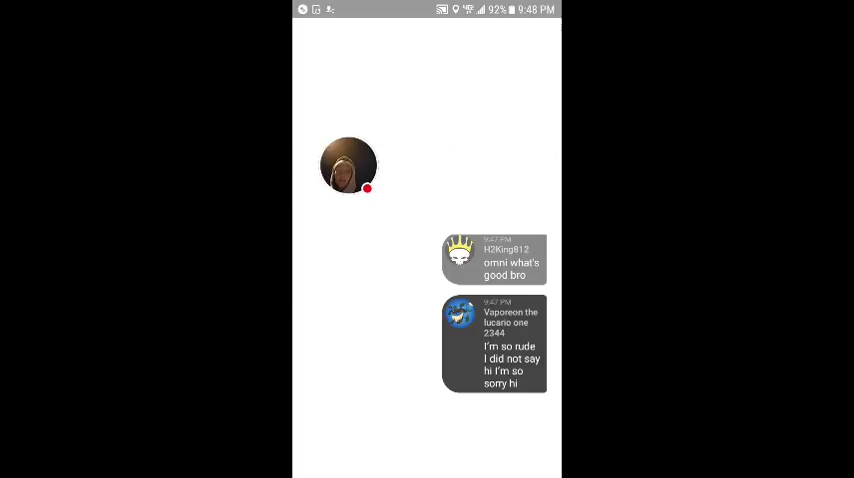 92% 9:48 PM
9:47 PM
H2King812
omni what's
good bro
9:47 PM
Vaporeon the
lucario one
2344
I'm so rude
I did not say
hi I'm so
sorry hi